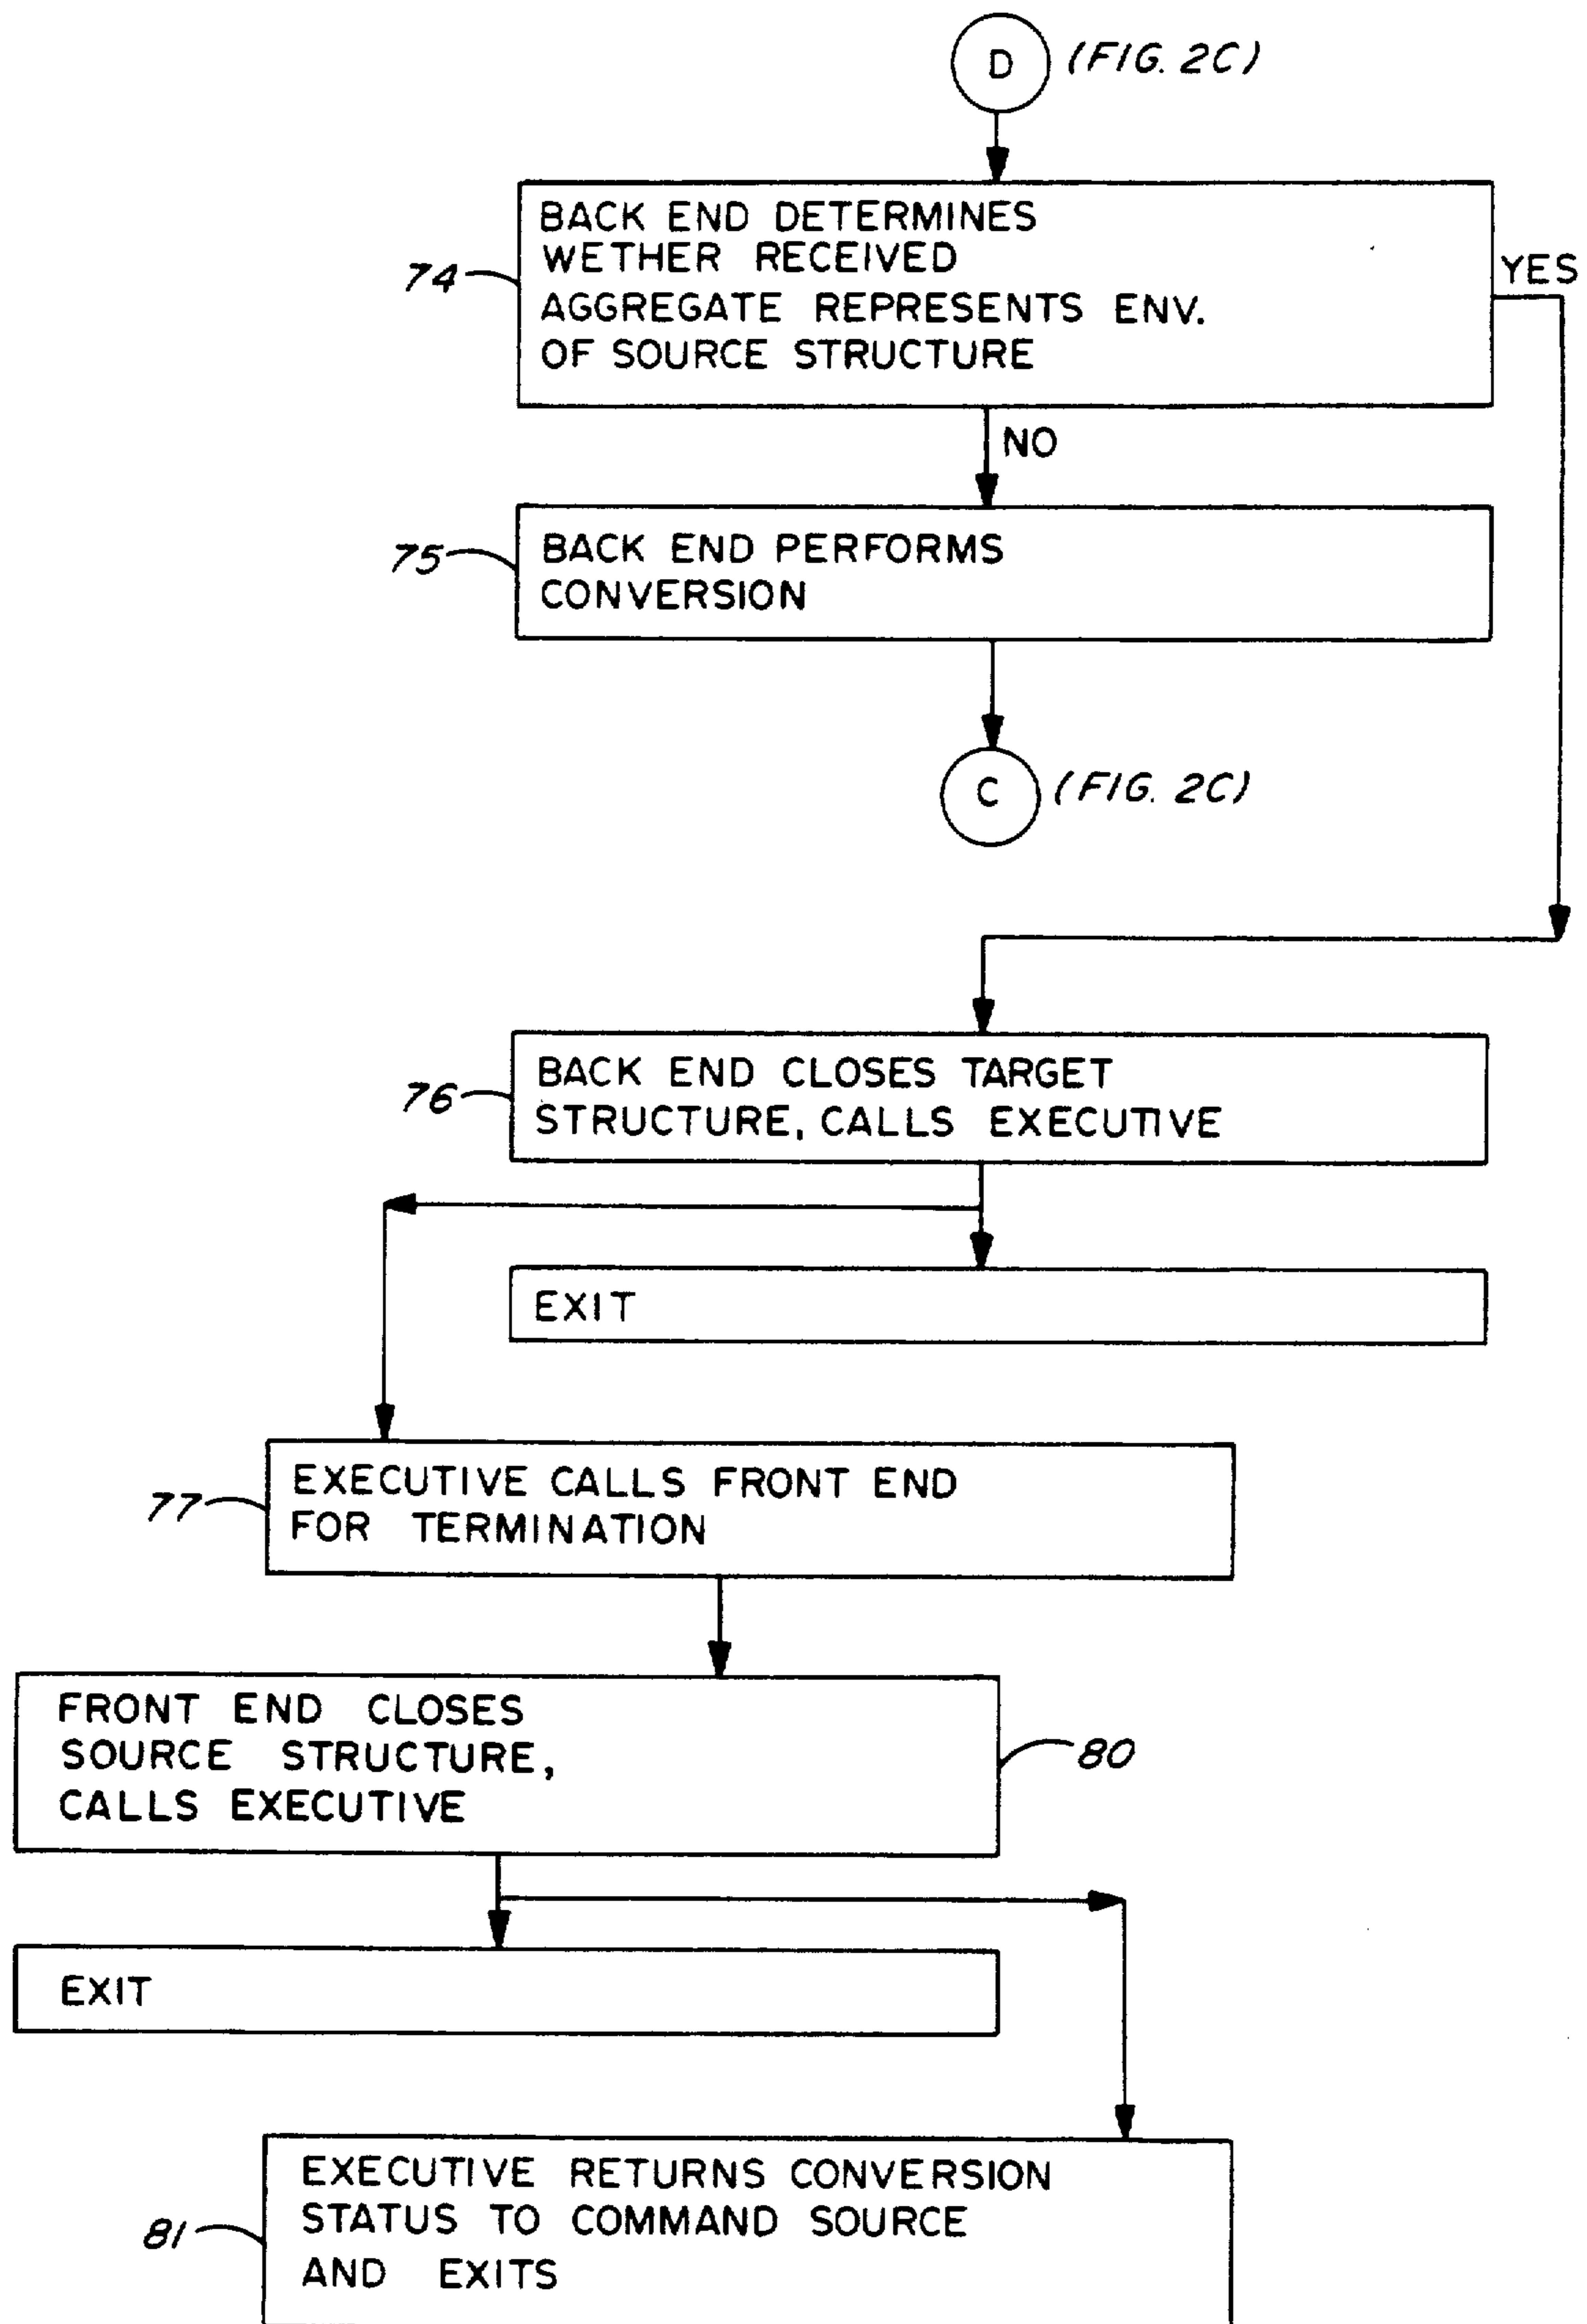 D (FIG. 2C)
BACK END DETERMINES
WETHER RECEIVED
AGGREGATE REPRESENTS ENV.
OF SOURCE STRUCTURE
74
YES
NO
75
BACK END PERFORMS
CONVERSION
C (FIG. 2C)
76
BACK END CLOSES TARGET
STRUCTURE, CALLS EXECUTIVE
EXIT
77
EXECUTIVE CALLS FRONT END
FOR TERMINATION
FRONT END CLOSES
SOURCE STRUCTURE,
CALLS EXECUTIVE
80
EXIT
81
EXECUTIVE RETURNS CONVERSION
STATUS TO COMMAND SOURCE
AND EXITS